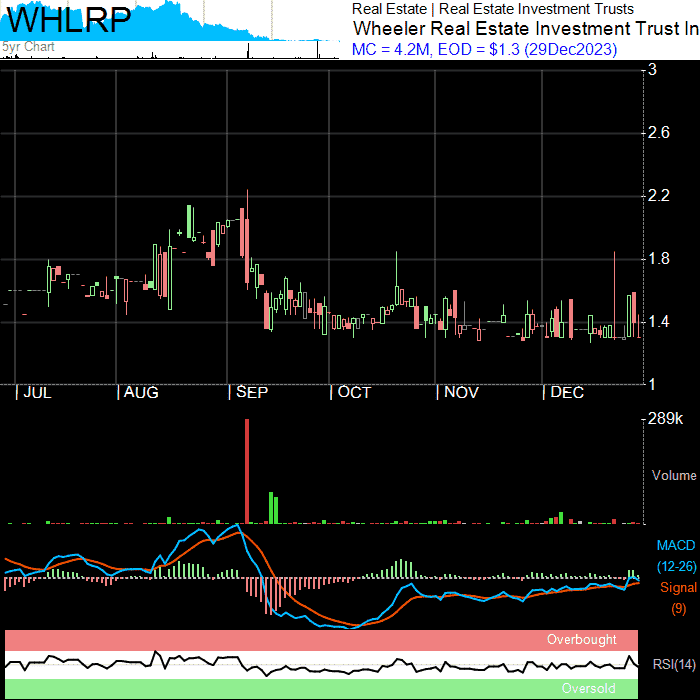 WHLRP
5yr Chart
Real Estate | Real Estate Investment Trusts
Wheeler Real Estate Investment Trust In
MC = 4.2M, EOD = $1.3 (29Dec2023)
3
2.6
2.2
1.8
1.4
1
JUL
AUG
SEP
OCT
NOV
DEC
289k
Volume
MACD
(12-26)
Signal
(9)
Overbought
RSI(14)
Oversold